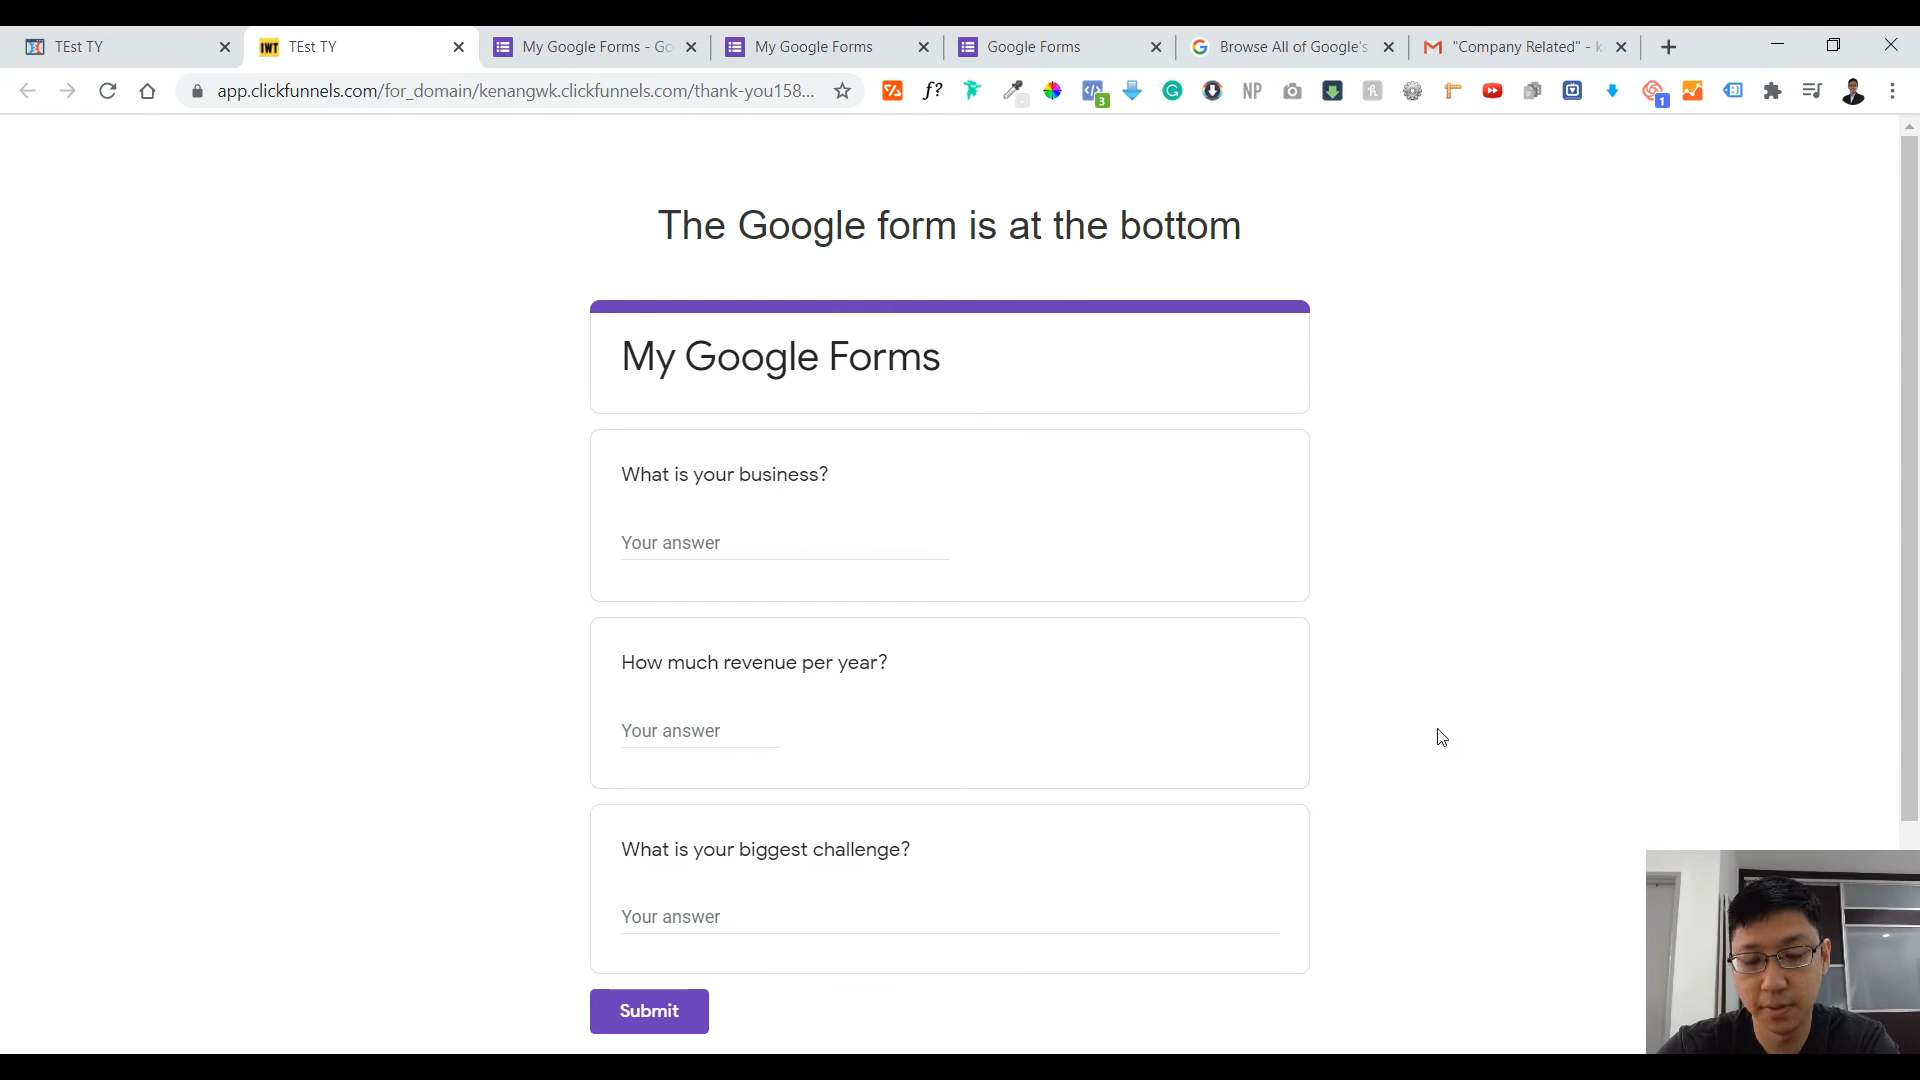 TEst TY
IWT TEst TY
My Google Forms - Go
My Google Forms
Google Forms
Browse All of Google's
"Company Related" - k
app.clickfunnels.com/for_domain/kenangwk.clickfunnels.com/thank-you158...
f?
3
NP
1
The Google form is at the bottom
My Google Forms
What is your business?
Your answer
How much revenue per year?
Your answer
What is your biggest challenge?
Your answer
Submit